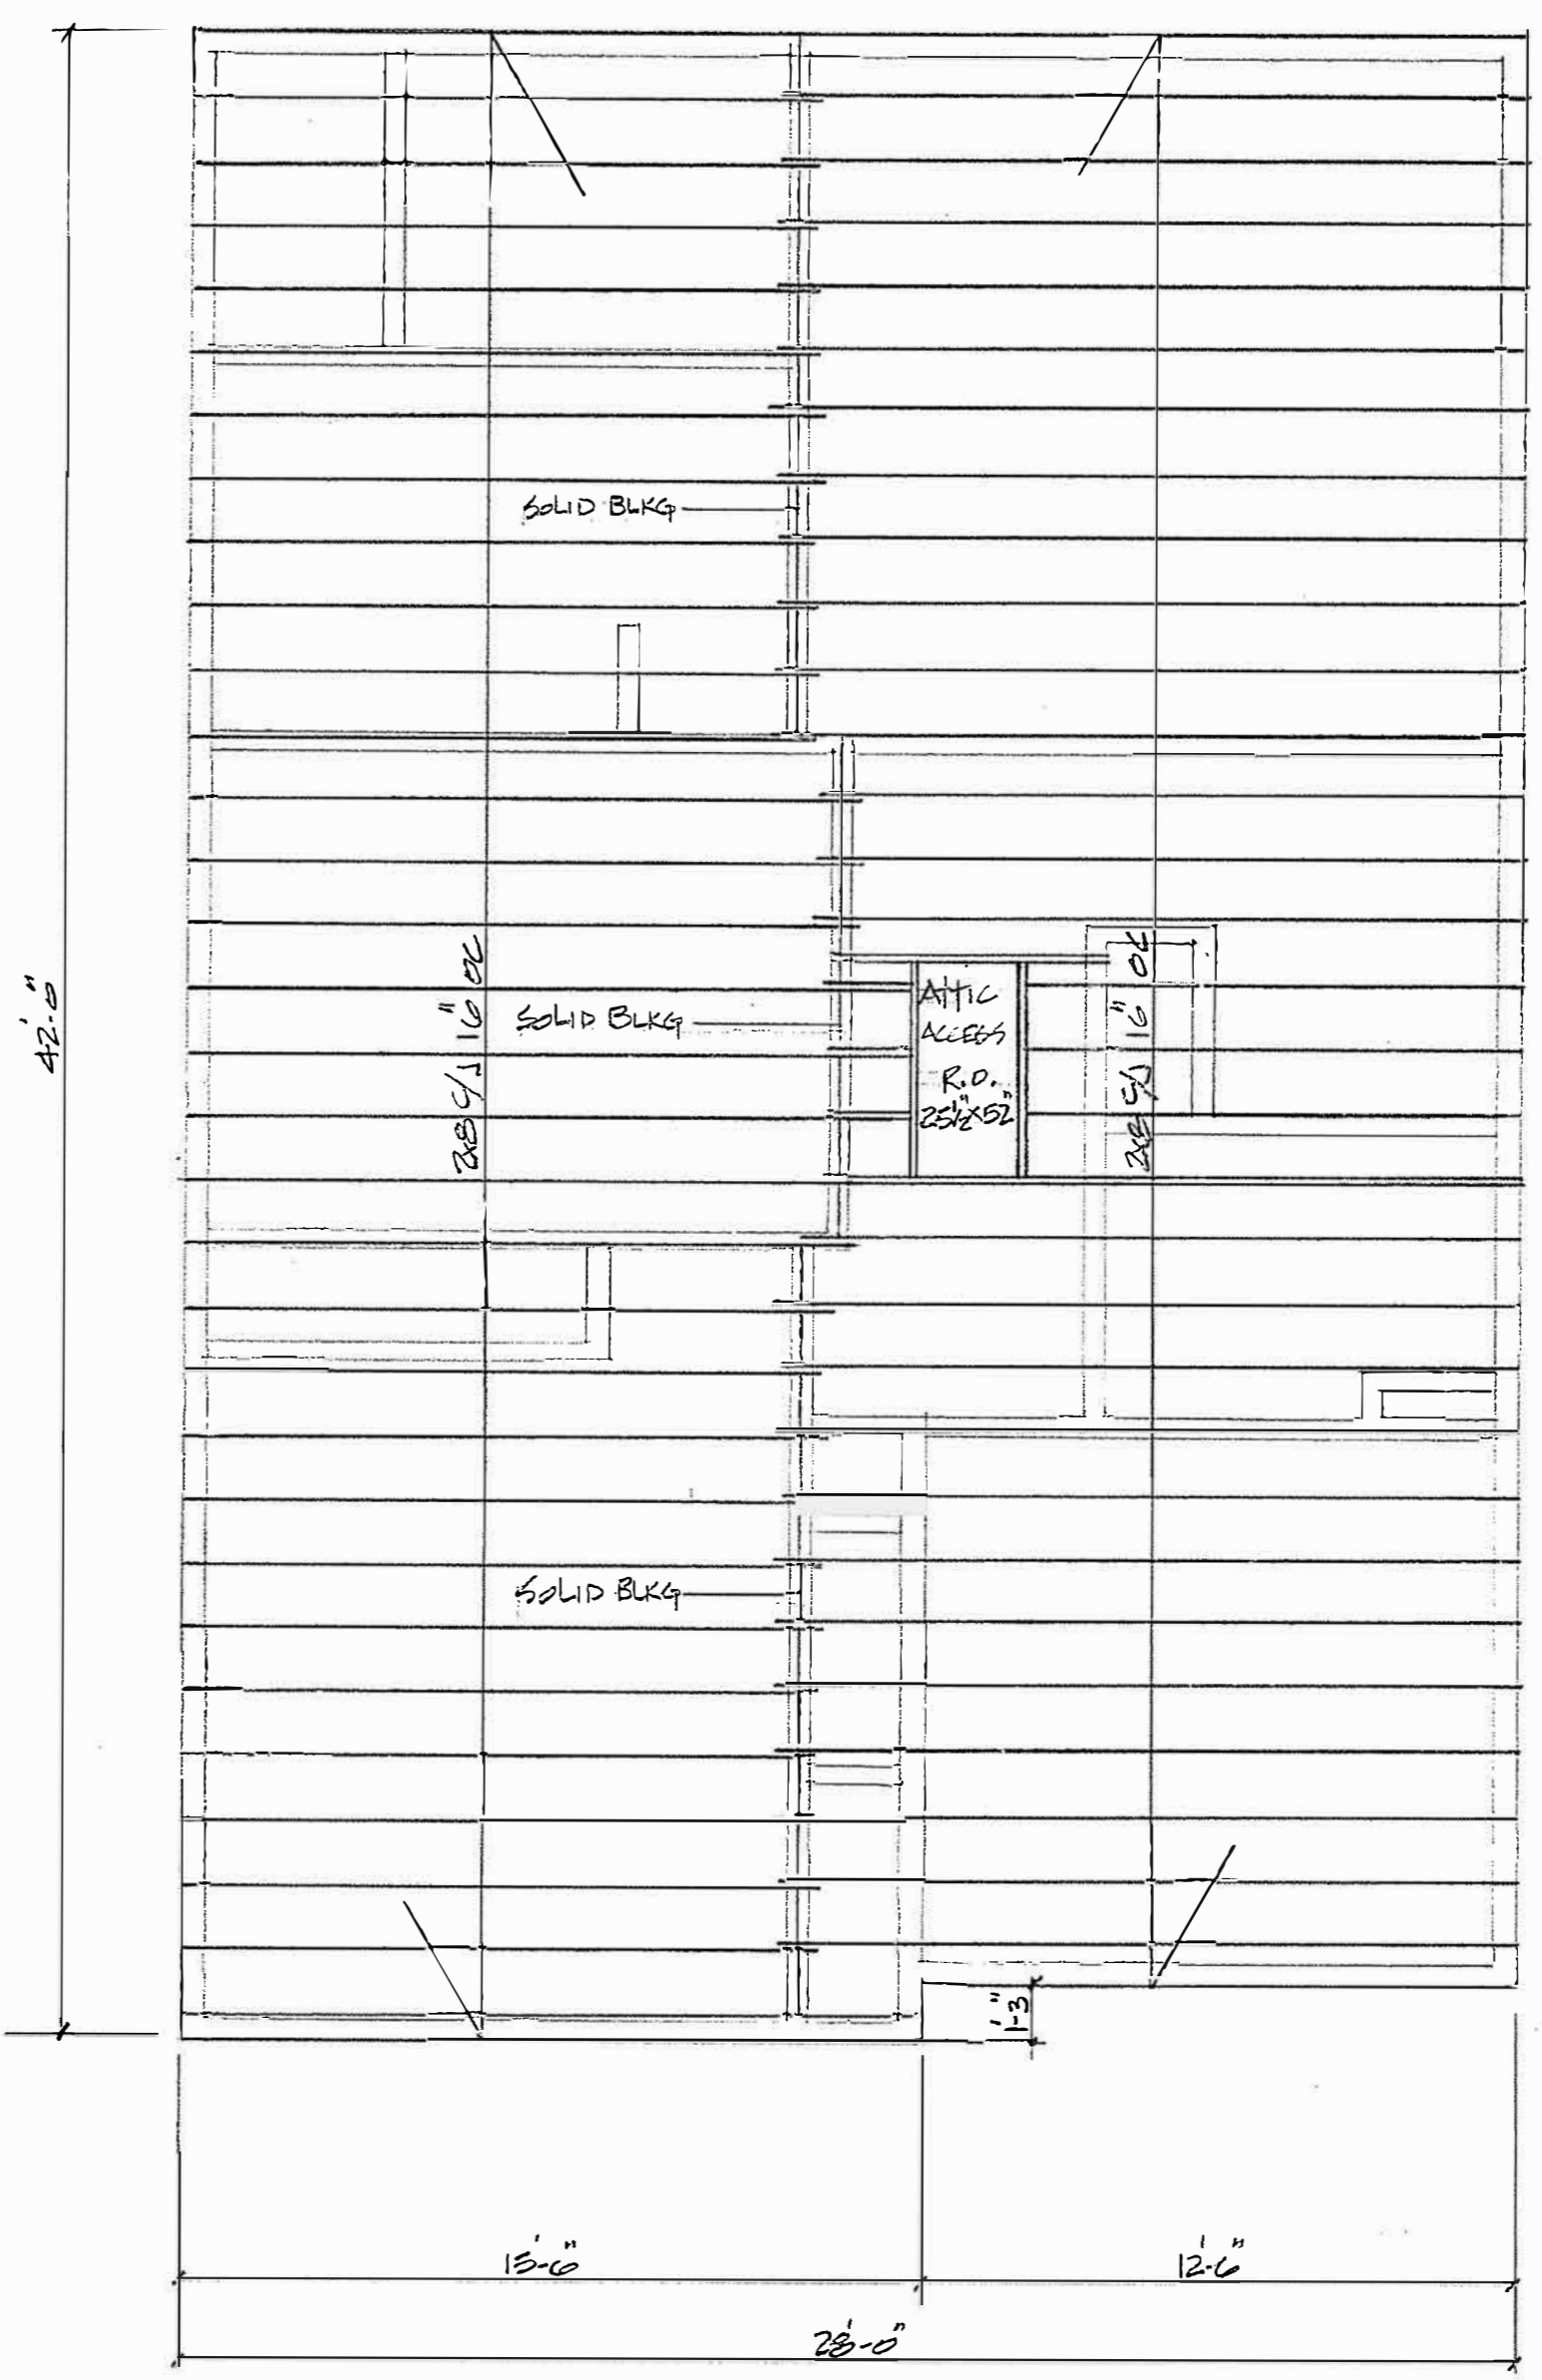 SOLID BLKG
42'-0"
2x8 C/J 16" OC
SOLID BLKG
ATTIC
ACCESS
R.O.
25½"X52"
2x8 C/J 16" OC
SOLID BLKG
1'-3"
15'-6"
12'-6"
28'-0"